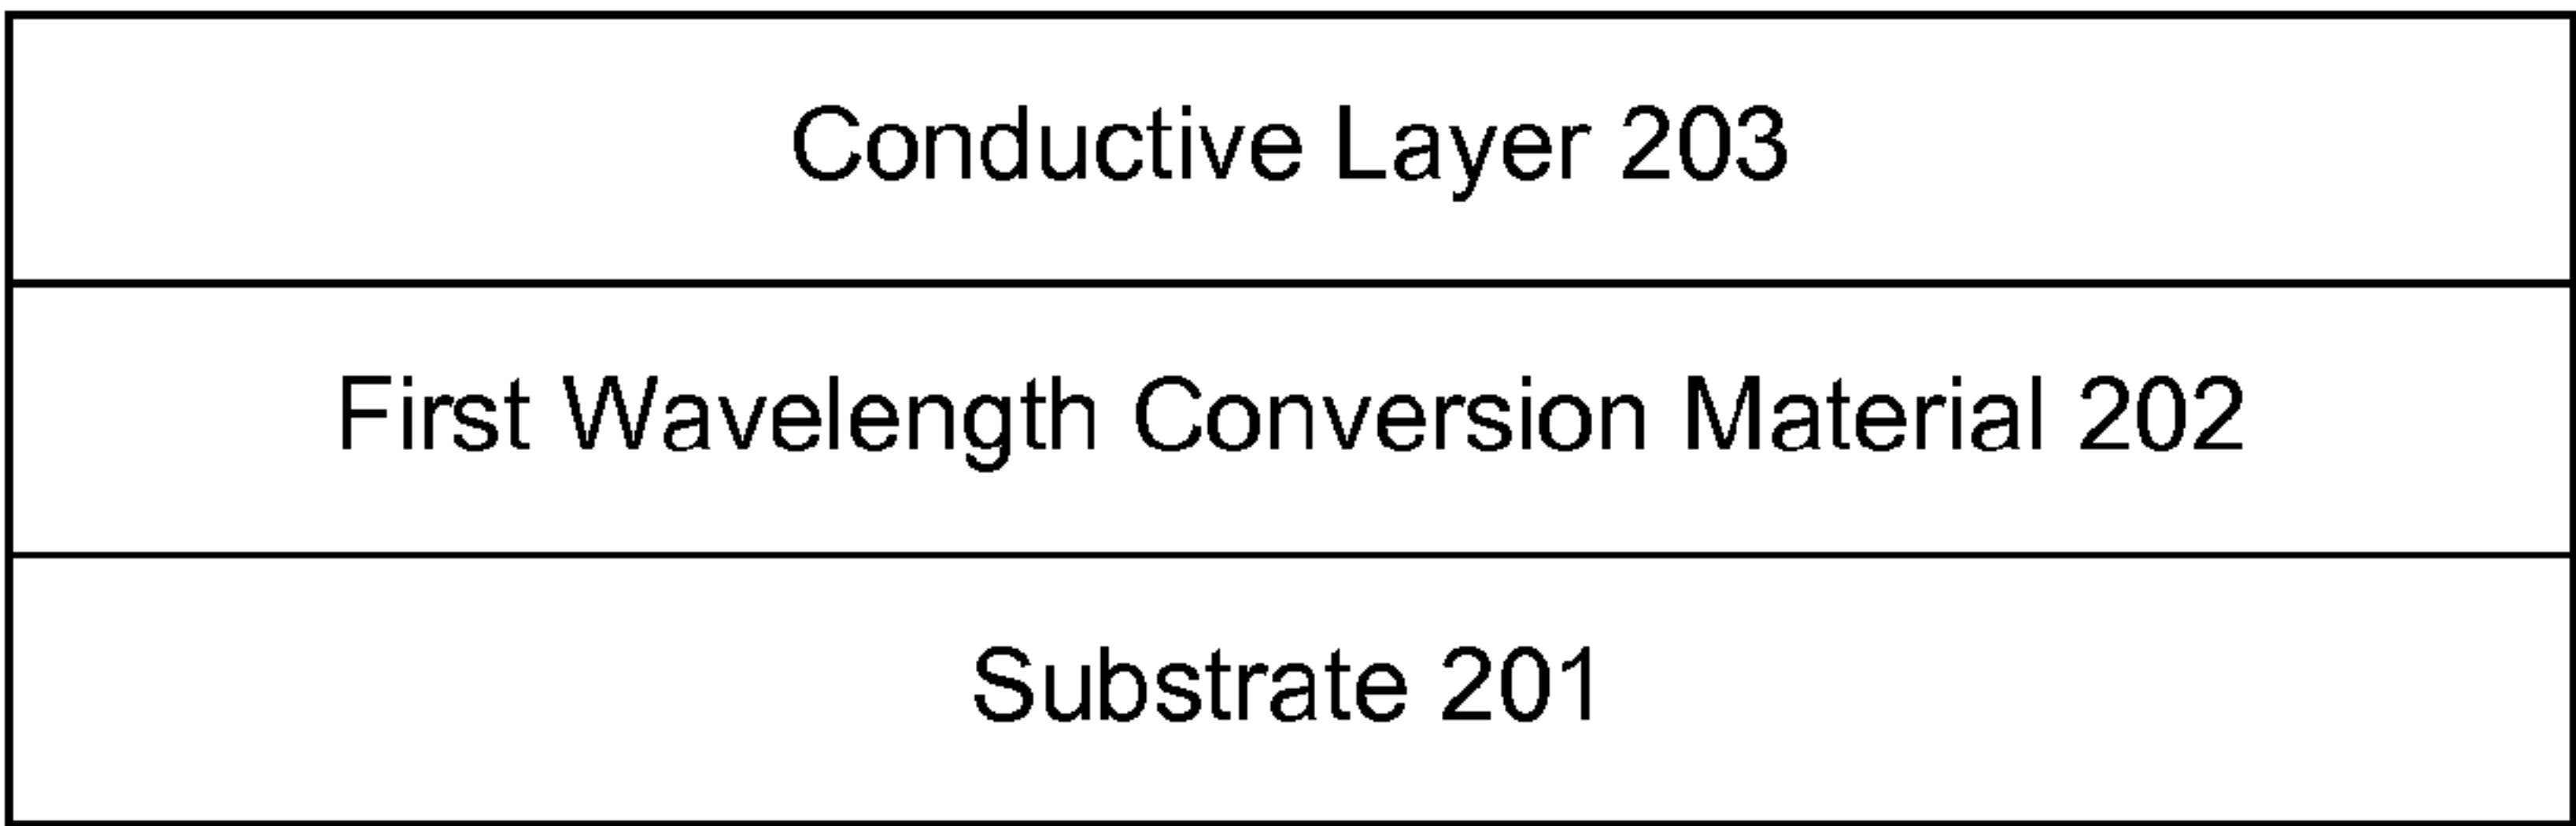 Conductive Layer 203
First Wavelength Conversion Material 202
Substrate 201